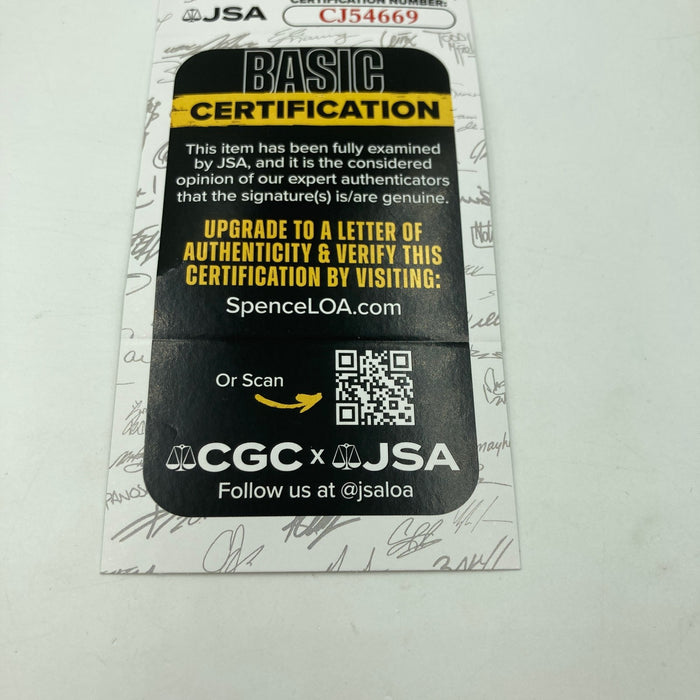 CERTIFICATION NUMBER:
JSA
CJ54669
BASIC
CERTIFICATION
This item has been fully examined
by JSA, and it is the considered
opinion of our expert authenticators
that the signature(s) is/are genuine.
UPGRADE TO A LETTER OF
AUTHENTICITY & VERIFY THIS
CERTIFICATION BY VISITING:
SpenceLOA.com
Or Scan
CGC x JSA
Follow us at @jsaloa